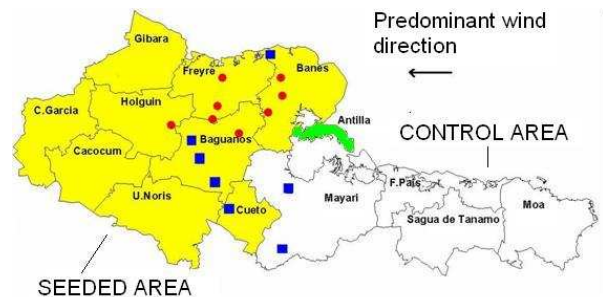 Predominant wind
direction
Gibara
Freyre
Banes
C.Garcia
Holguin
Antilla
CONTROL AREA
Cacocum
Baguanos
F.Pais
Mayari
Moa
U.Noris
Cueto
Sagua de Tanamo
SEEDED AREA